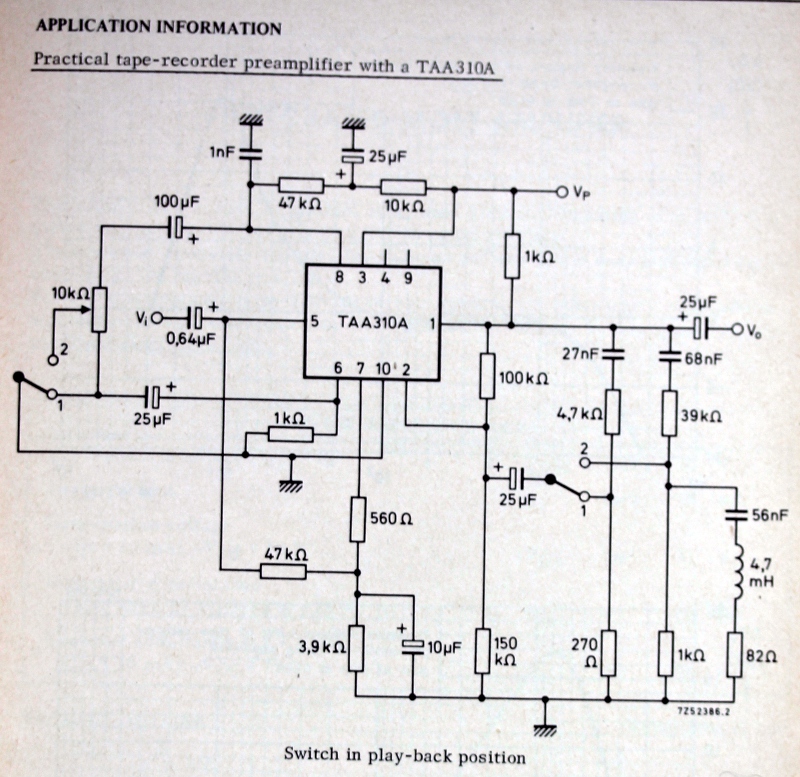 APPLICATION INFORMATION
Practical tape-recorder preamplifier with a TAA310A
1nF
25µF
+
47kΩ
10kΩ
Vp
100µF
+
1kΩ
8 3 4 9
10kΩ
25µF
+
Vi
+
0,64µF
5
TAA310A
1
Vo
2
27nF
68nF
6 7 10 2
100kΩ
1
+
25µF
4,7kΩ
39kΩ
1kΩ
2
+
25µF
1
56nF
560Ω
4,7
mH
47kΩ
3,9kΩ
+
10µF
150
kΩ
270
Ω
1kΩ
82Ω
7Z52386.2
Switch in play-back position